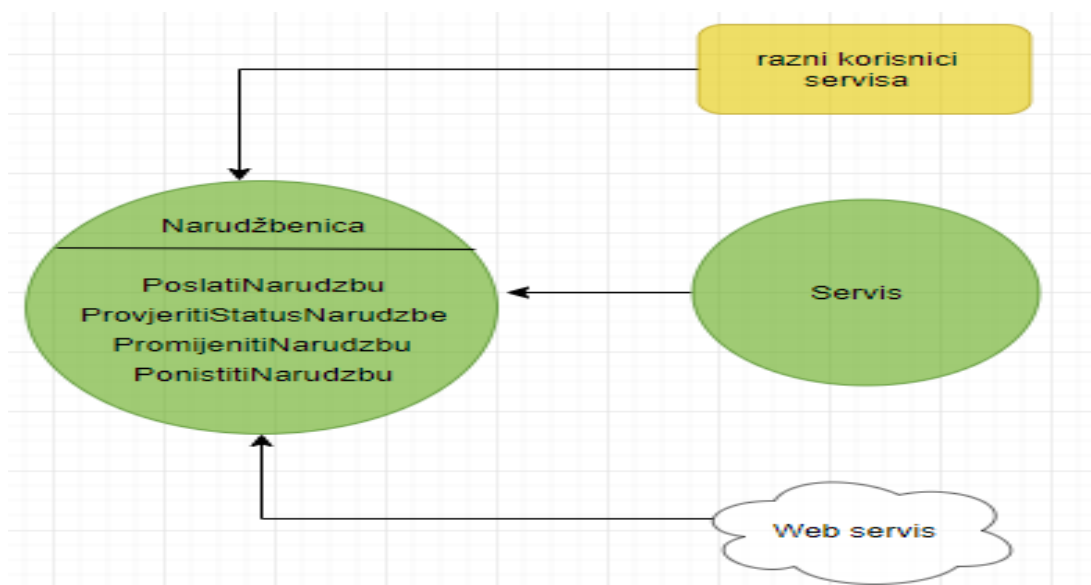 razni korisnici
servisa
Narudžbenica
PoslatiNarudzbu
ProvjeritiStatusNarudzbe
PromijenitiNarudzbu
PonistitiNarudzbu
Servis
Web servis